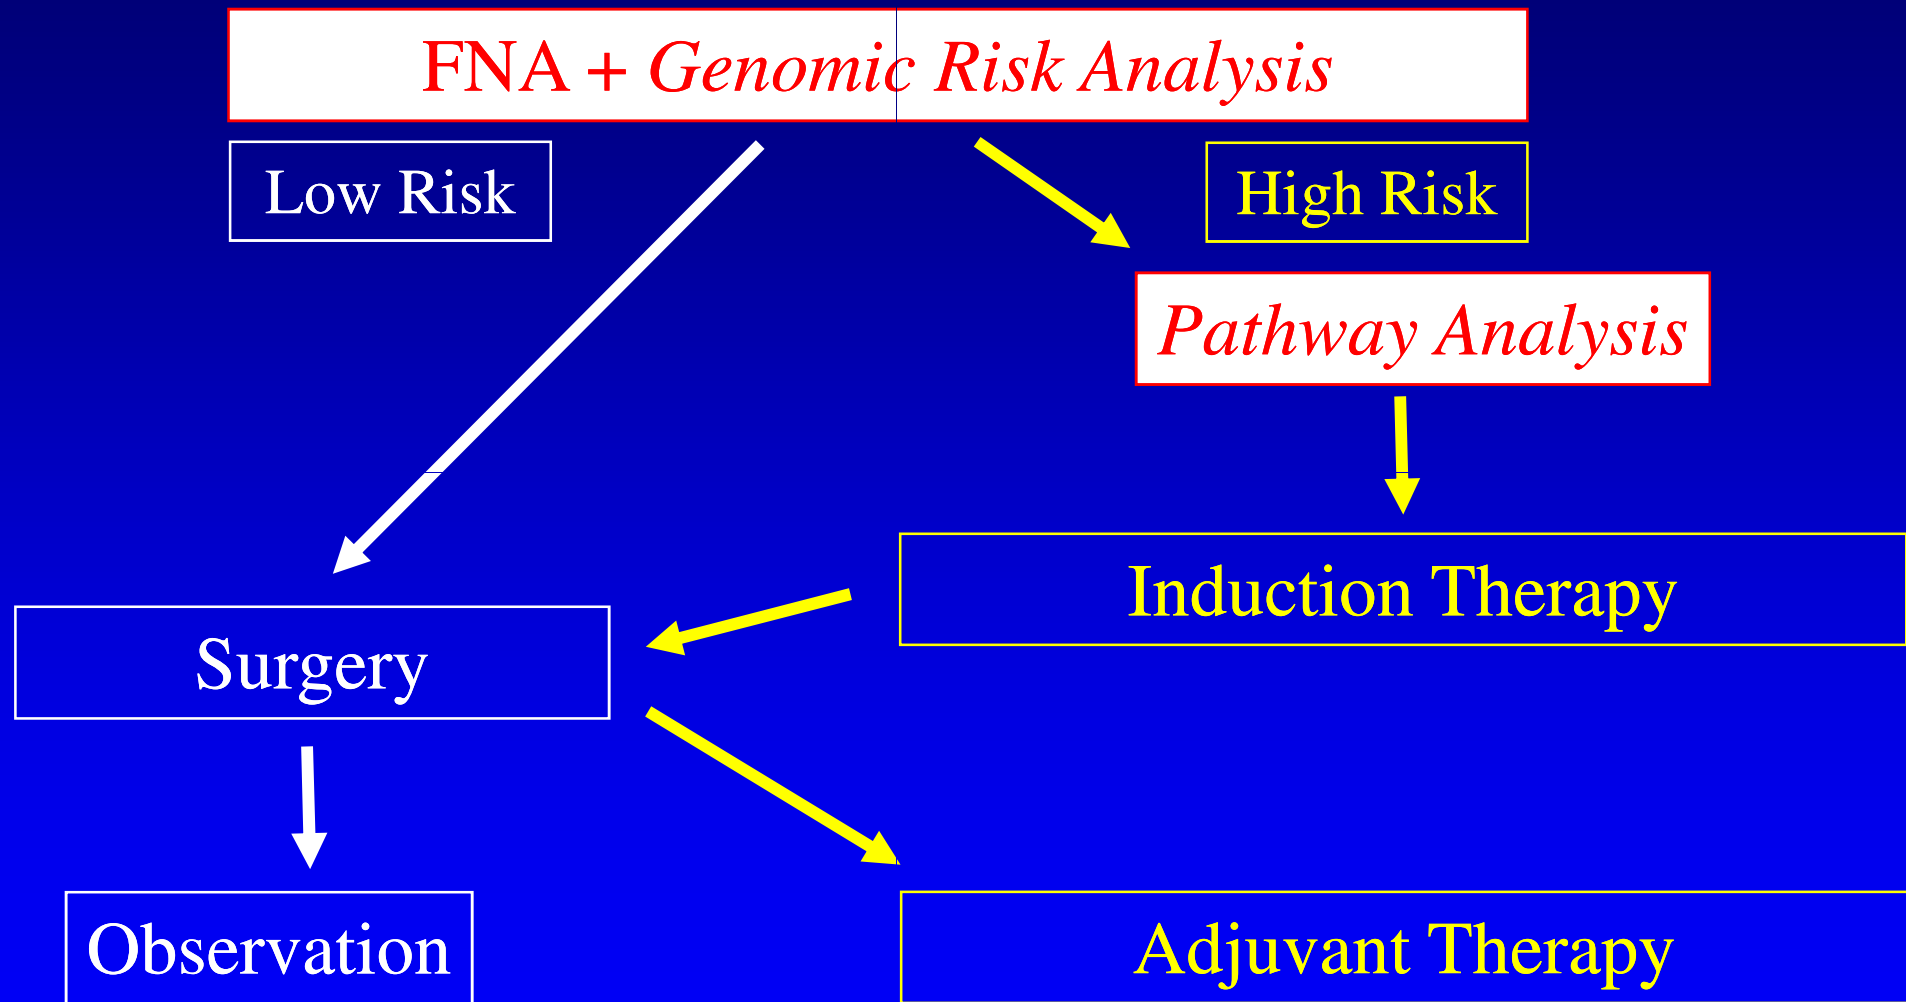 FNA + Genomic Risk Analysis
Low Risk
High Risk
Pathway Analysis
Induction Therapy
Surgery
Observation
Adjuvant Therapy